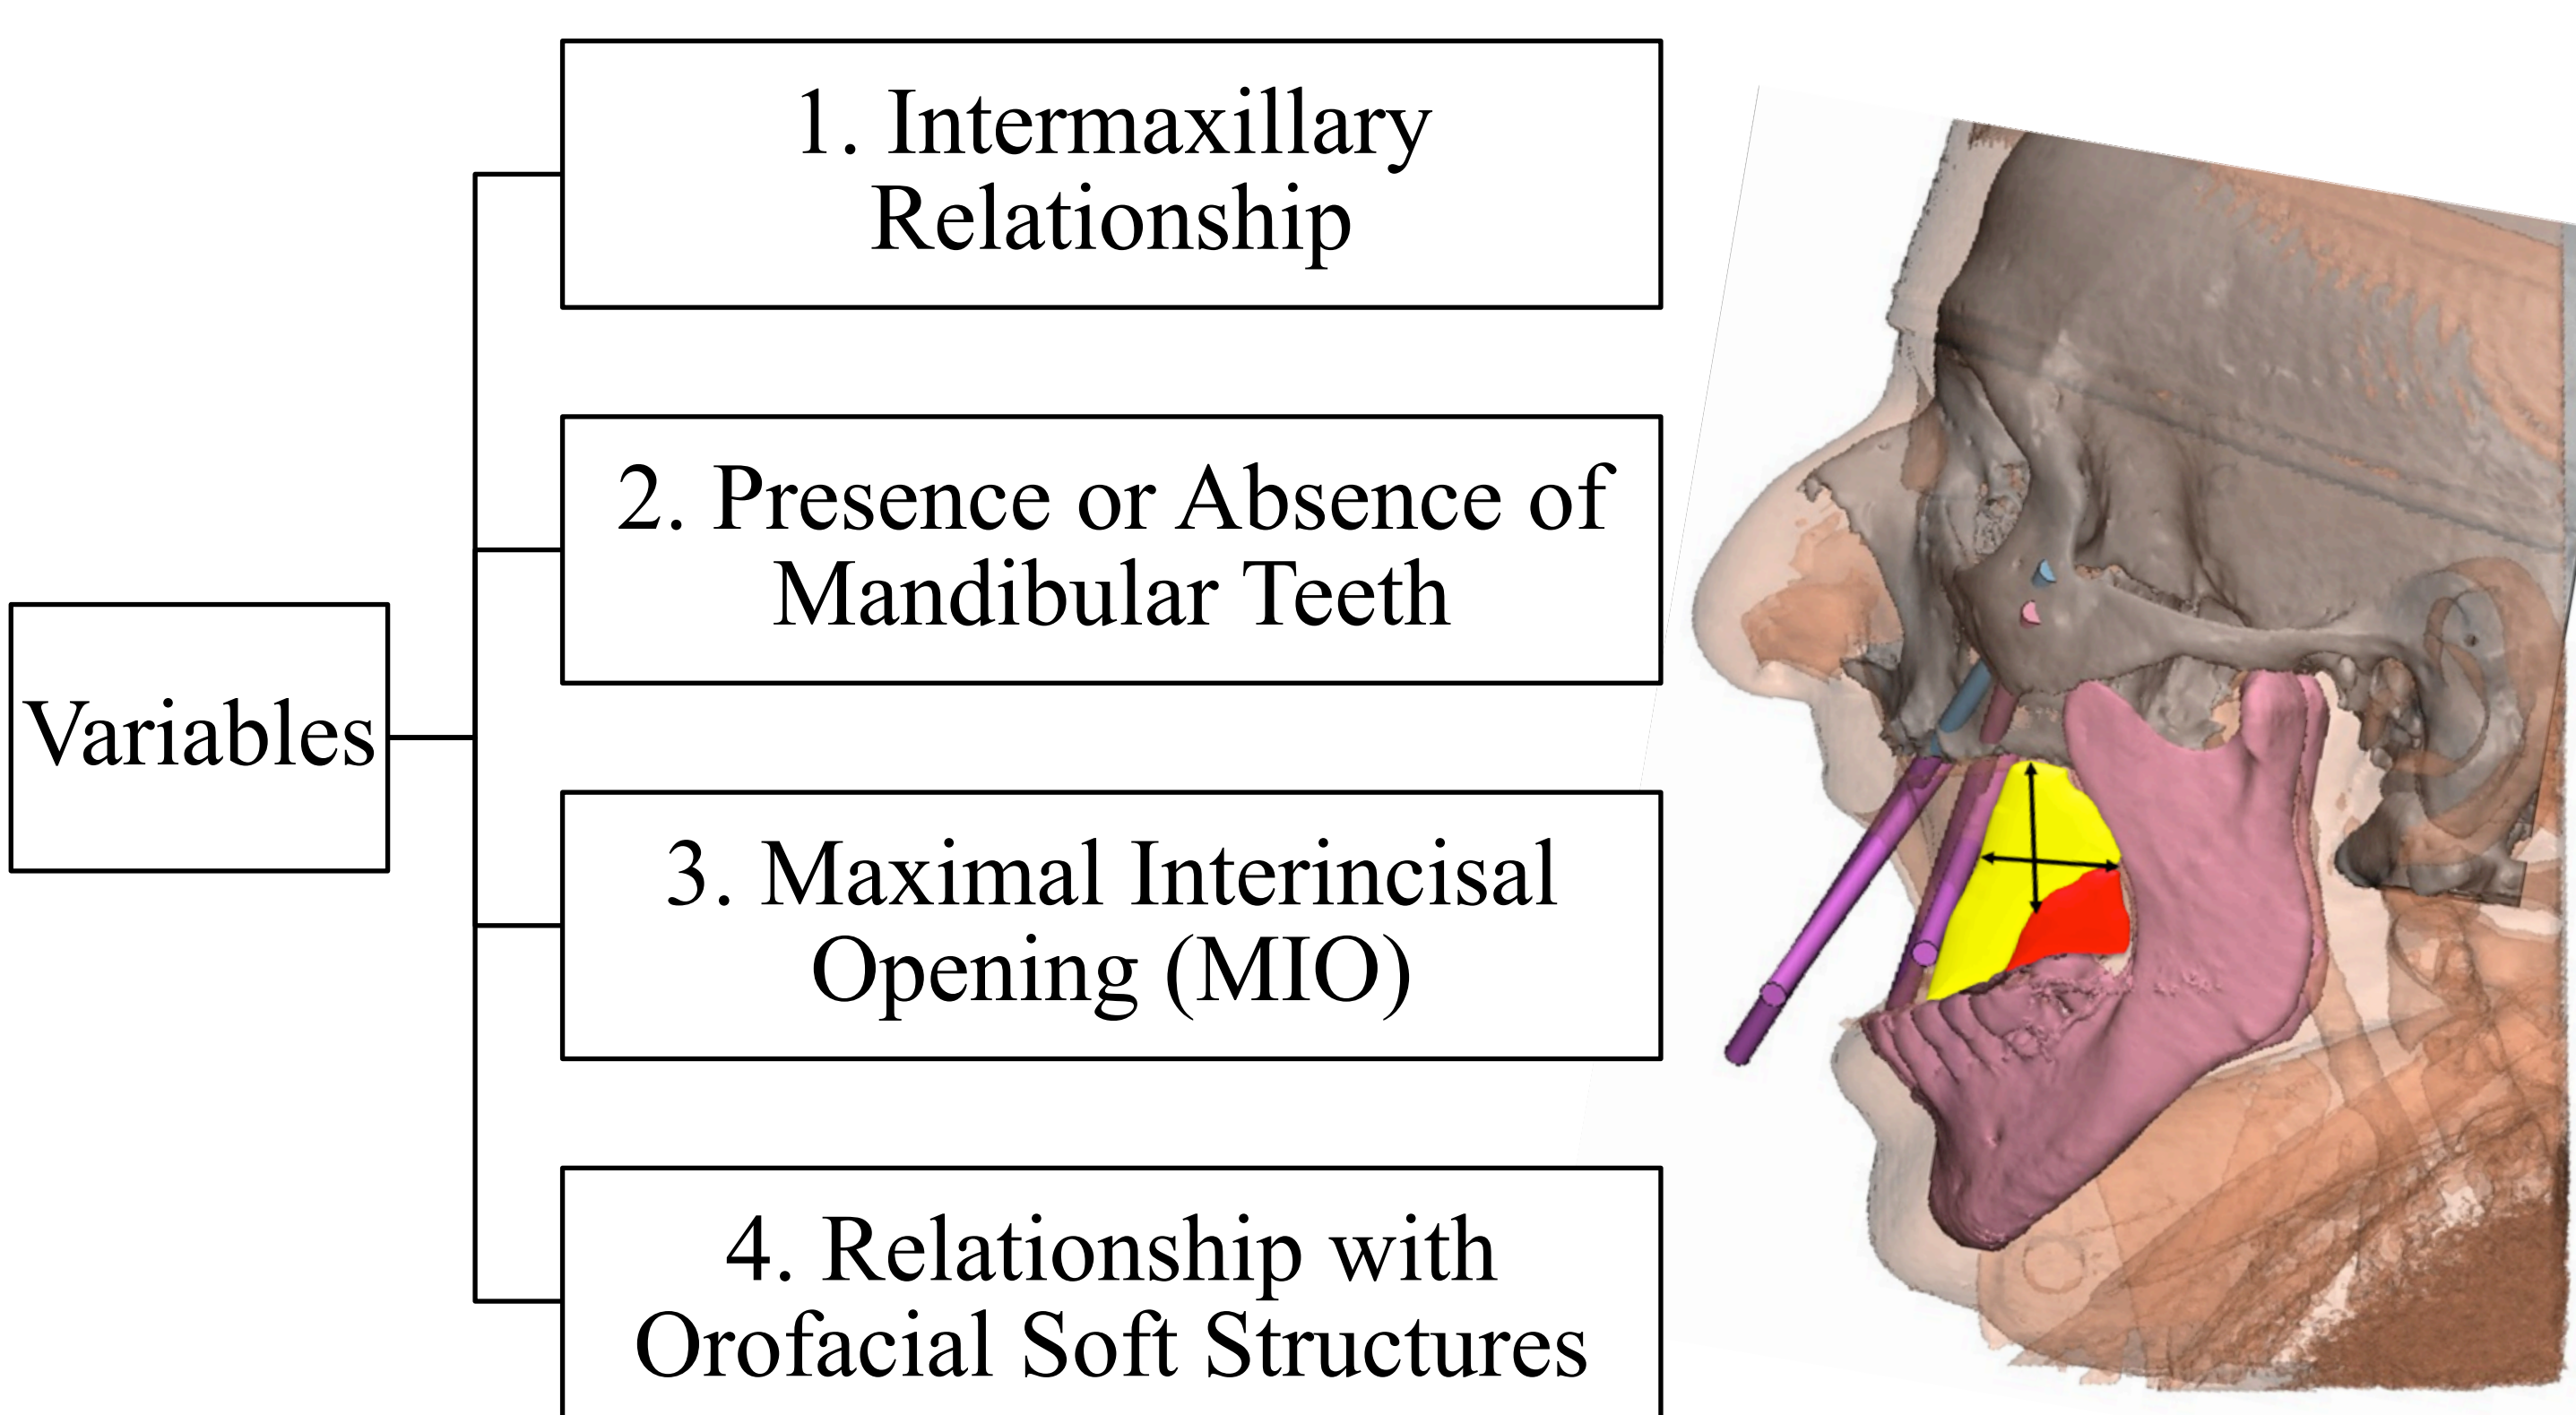 Variables
1. Intermaxillary
Relationship
2. Presence or Absence of
Mandibular Teeth
3. Maximal Interincisal
Opening (MIO)
4. Relationship with
Orofacial Soft Structures